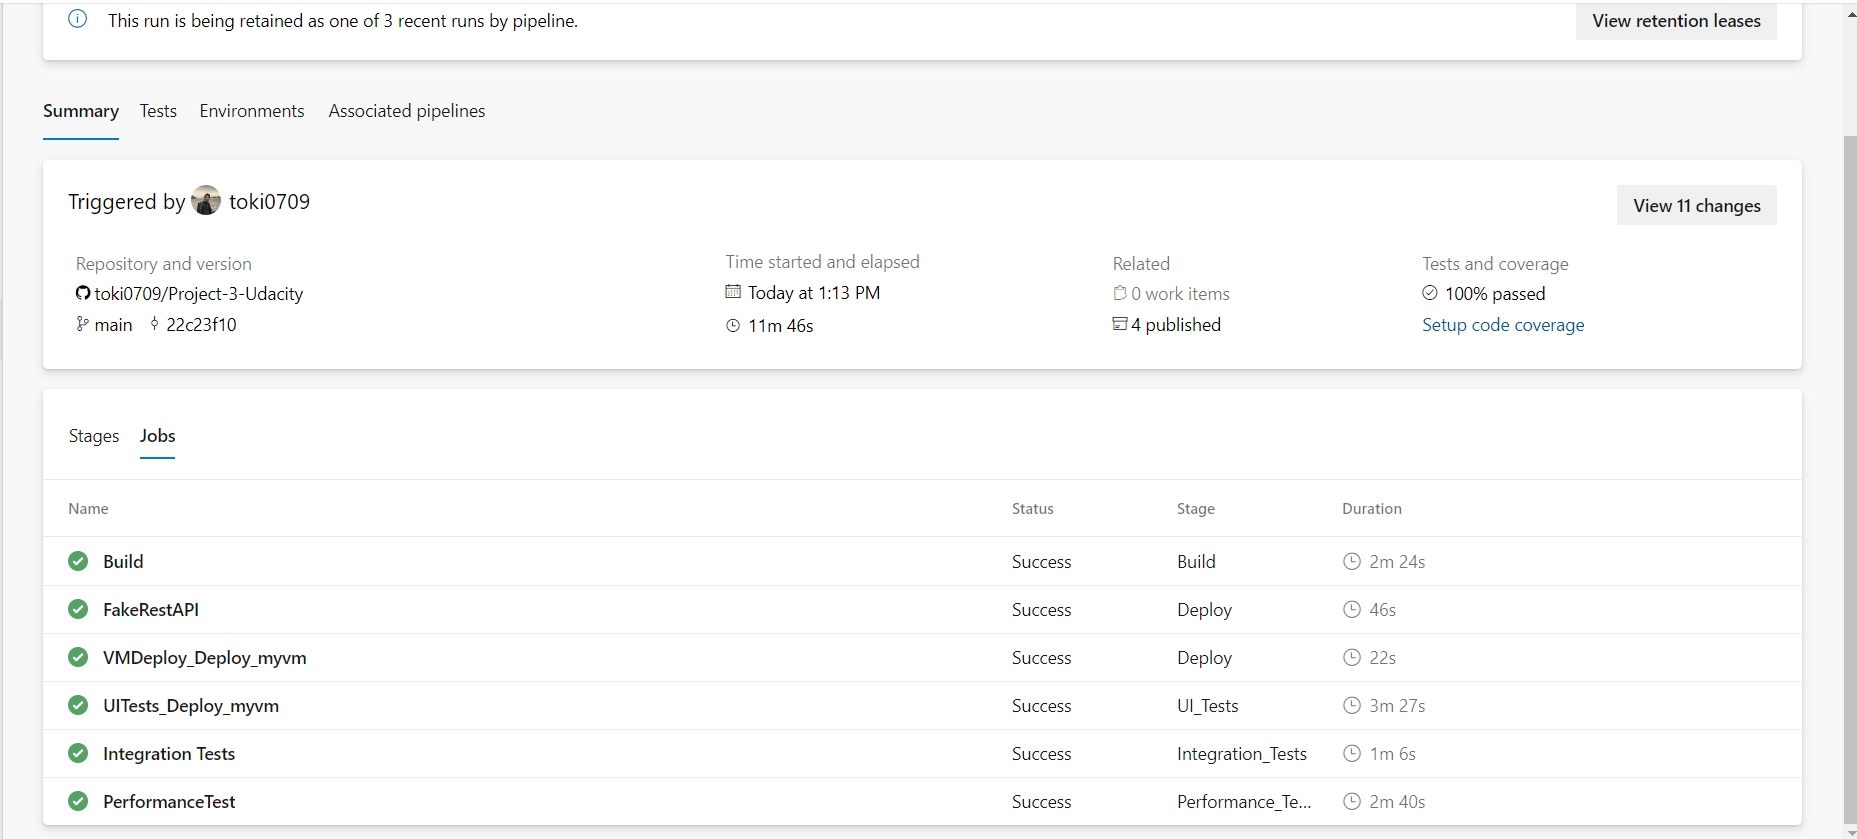 This run is being retained as one of 3 recent runs by pipeline.
View retention leases
Summary Tests Environments Associated pipelines
Triggered by toki0709
View 11 changes
Repository and version Time started and elapsed Related Tests and coverage
toki0709/Project-3-Udacity Today at 1:13 PM 0 work items 100% passed
main 22c23f10 11m 46s 4 published Setup code coverage
Stages Jobs
Name Status Stage Duration
Build Success Build 2m 24s
FakeRestAPI Success Deploy 46s
VMDeploy_Deploy_myvm Success Deploy 22s
UITests_Deploy_myvm Success UI_Tests 3m 27s
Integration Tests Success Integration_Tests 1m 6s
PerformanceTest Success Performance_Te... 2m 40s